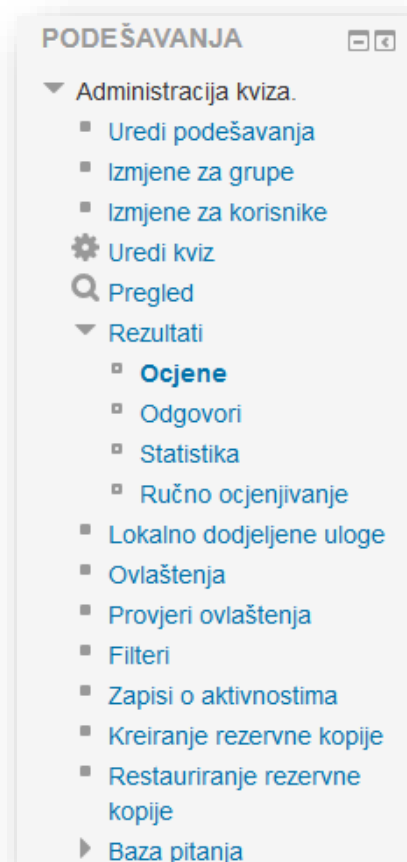 PODEŠAVANJA
Administracija kviza.
Uredi podešavanja
Izmjene za grupe
Izmjene za korisnike
Uredi kviz
Pregled
Rezultati
Ocjene
Odgovori
Statistika
Ručno ocjenjivanje
Lokalno dodjeljene uloge
Ovlaštenja
Provjeri ovlaštenja
Filteri
Zapisi o aktivnostima
Kreiranje rezervne kopije
Restauriranje rezervne
kopije
Baza pitanja